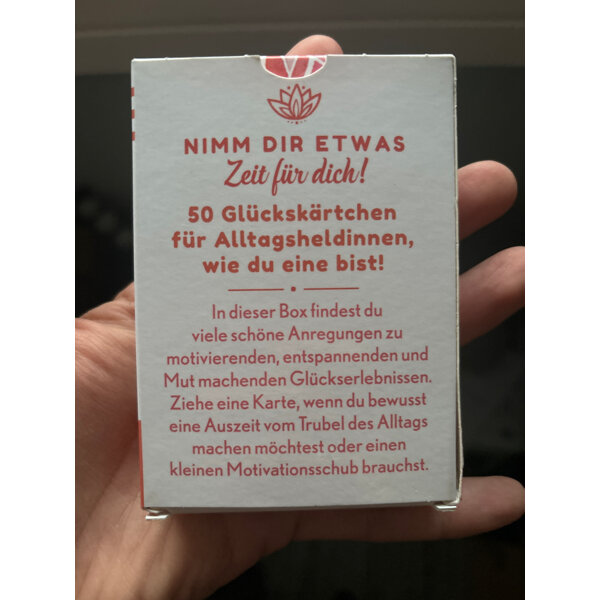 NIMM DIR ETWAS
Zeit für dich!
50 Glückskärtchen
für Alltagsheldinnen,
wie du eine bist!
In dieser Box findest du
viele schöne Anregungen zu
motivierenden, entspannenden und
Mut machenden Glückserlebnissen.
Ziehe eine Karte, wenn du bewusst
eine Auszeit vom Trubel des Alltags
machen möchtest oder einen
kleinen Motivationsschub brauchst.